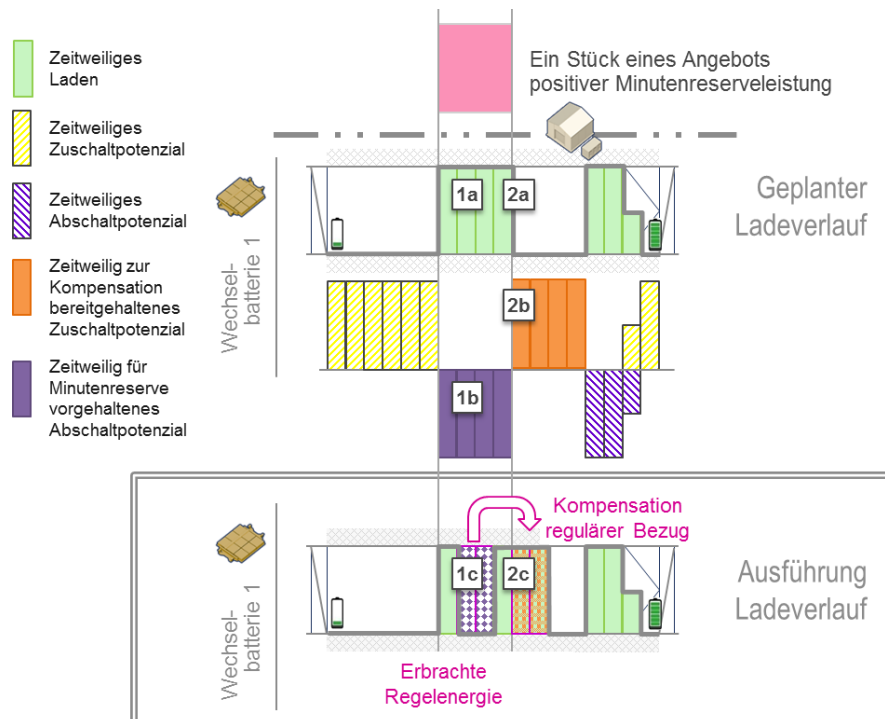 Zeitweiliges
Laden
Zeitweiliges
Zuschaltpotenzial
Zeitweiliges
Abschaltpotenzial
Zeitweilig zur
Kompensation
bereitgehaltenes
Zuschaltpotenzial
Zeitweilig für
Minutenreserve
vorgehaltenes
Abschaltpotenzial
Ein Stück eines Angebots
positiver Minutenreserveleistung
Wechsel-
batterie 1
1a
2a
Geplanter
Ladeverlauf
2b
1b
Kompensation
regulärer Bezug
Wechsel-
batterie 1
1c
2c
Ausführung
Ladeverlauf
Erbrachte
Regelenergie